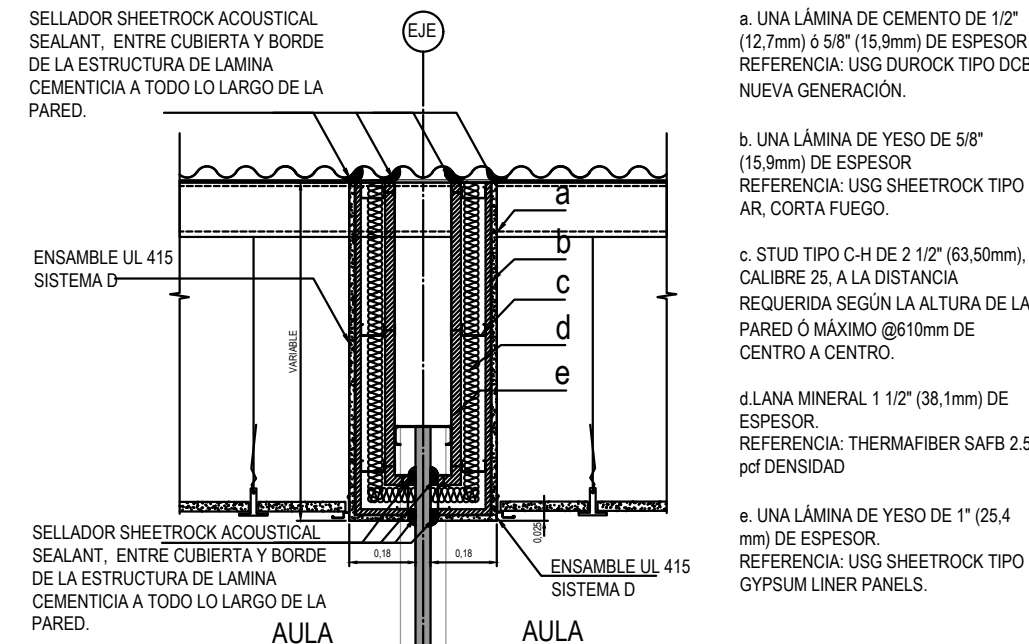 SELLADOR SHEETROCK ACOUSTICAL
SEALANT, ENTRE CUBIERTA Y BORDE
DE LA ESTRUCTURA DE LAMINA
CEMENTICIA A TODO LO LARGO DE LA
PARED.
EJE
a
b
c
d
e
ENSAMBLE UL 415
SISTEMA D
VARIABLE
SELLADOR SHEETROCK ACOUSTICAL
SEALANT, ENTRE CUBIERTA Y BORDE
DE LA ESTRUCTURA DE LAMINA
CEMENTICIA A TODO LO LARGO DE LA
PARED.
0,18
0,18
0,025
ENSAMBLE UL 415
SISTEMA D
AULA
AULA
a. UNA LÁMINA DE CEMENTO DE 1/2"
(12,7mm) ó 5/8" (15,9mm) DE ESPESOR
REFERENCIA: USG DUROCK TIPO DCB
NUEVA GENERACIÓN.
b. UNA LÁMINA DE YESO DE 5/8"
(15,9mm) DE ESPESOR
REFERENCIA: USG SHEETROCK TIPO
AR, CORTA FUEGO.
c. STUD TIPO C-H DE 2 1/2" (63,50mm),
CALIBRE 25, A LA DISTANCIA
REQUERIDA SEGÚN LA ALTURA DE LA
PARED Ó MÁXIMO @610mm DE
CENTRO A CENTRO.
d.LANA MINERAL 1 1/2" (38,1mm) DE
ESPESOR.
REFERENCIA: THERMAFIBER SAFB 2.5
pcf DENSIDAD
e. UNA LÁMINA DE YESO DE 1" (25,4
mm) DE ESPESOR.
REFERENCIA: USG SHEETROCK TIPO
GYPSUM LINER PANELS.